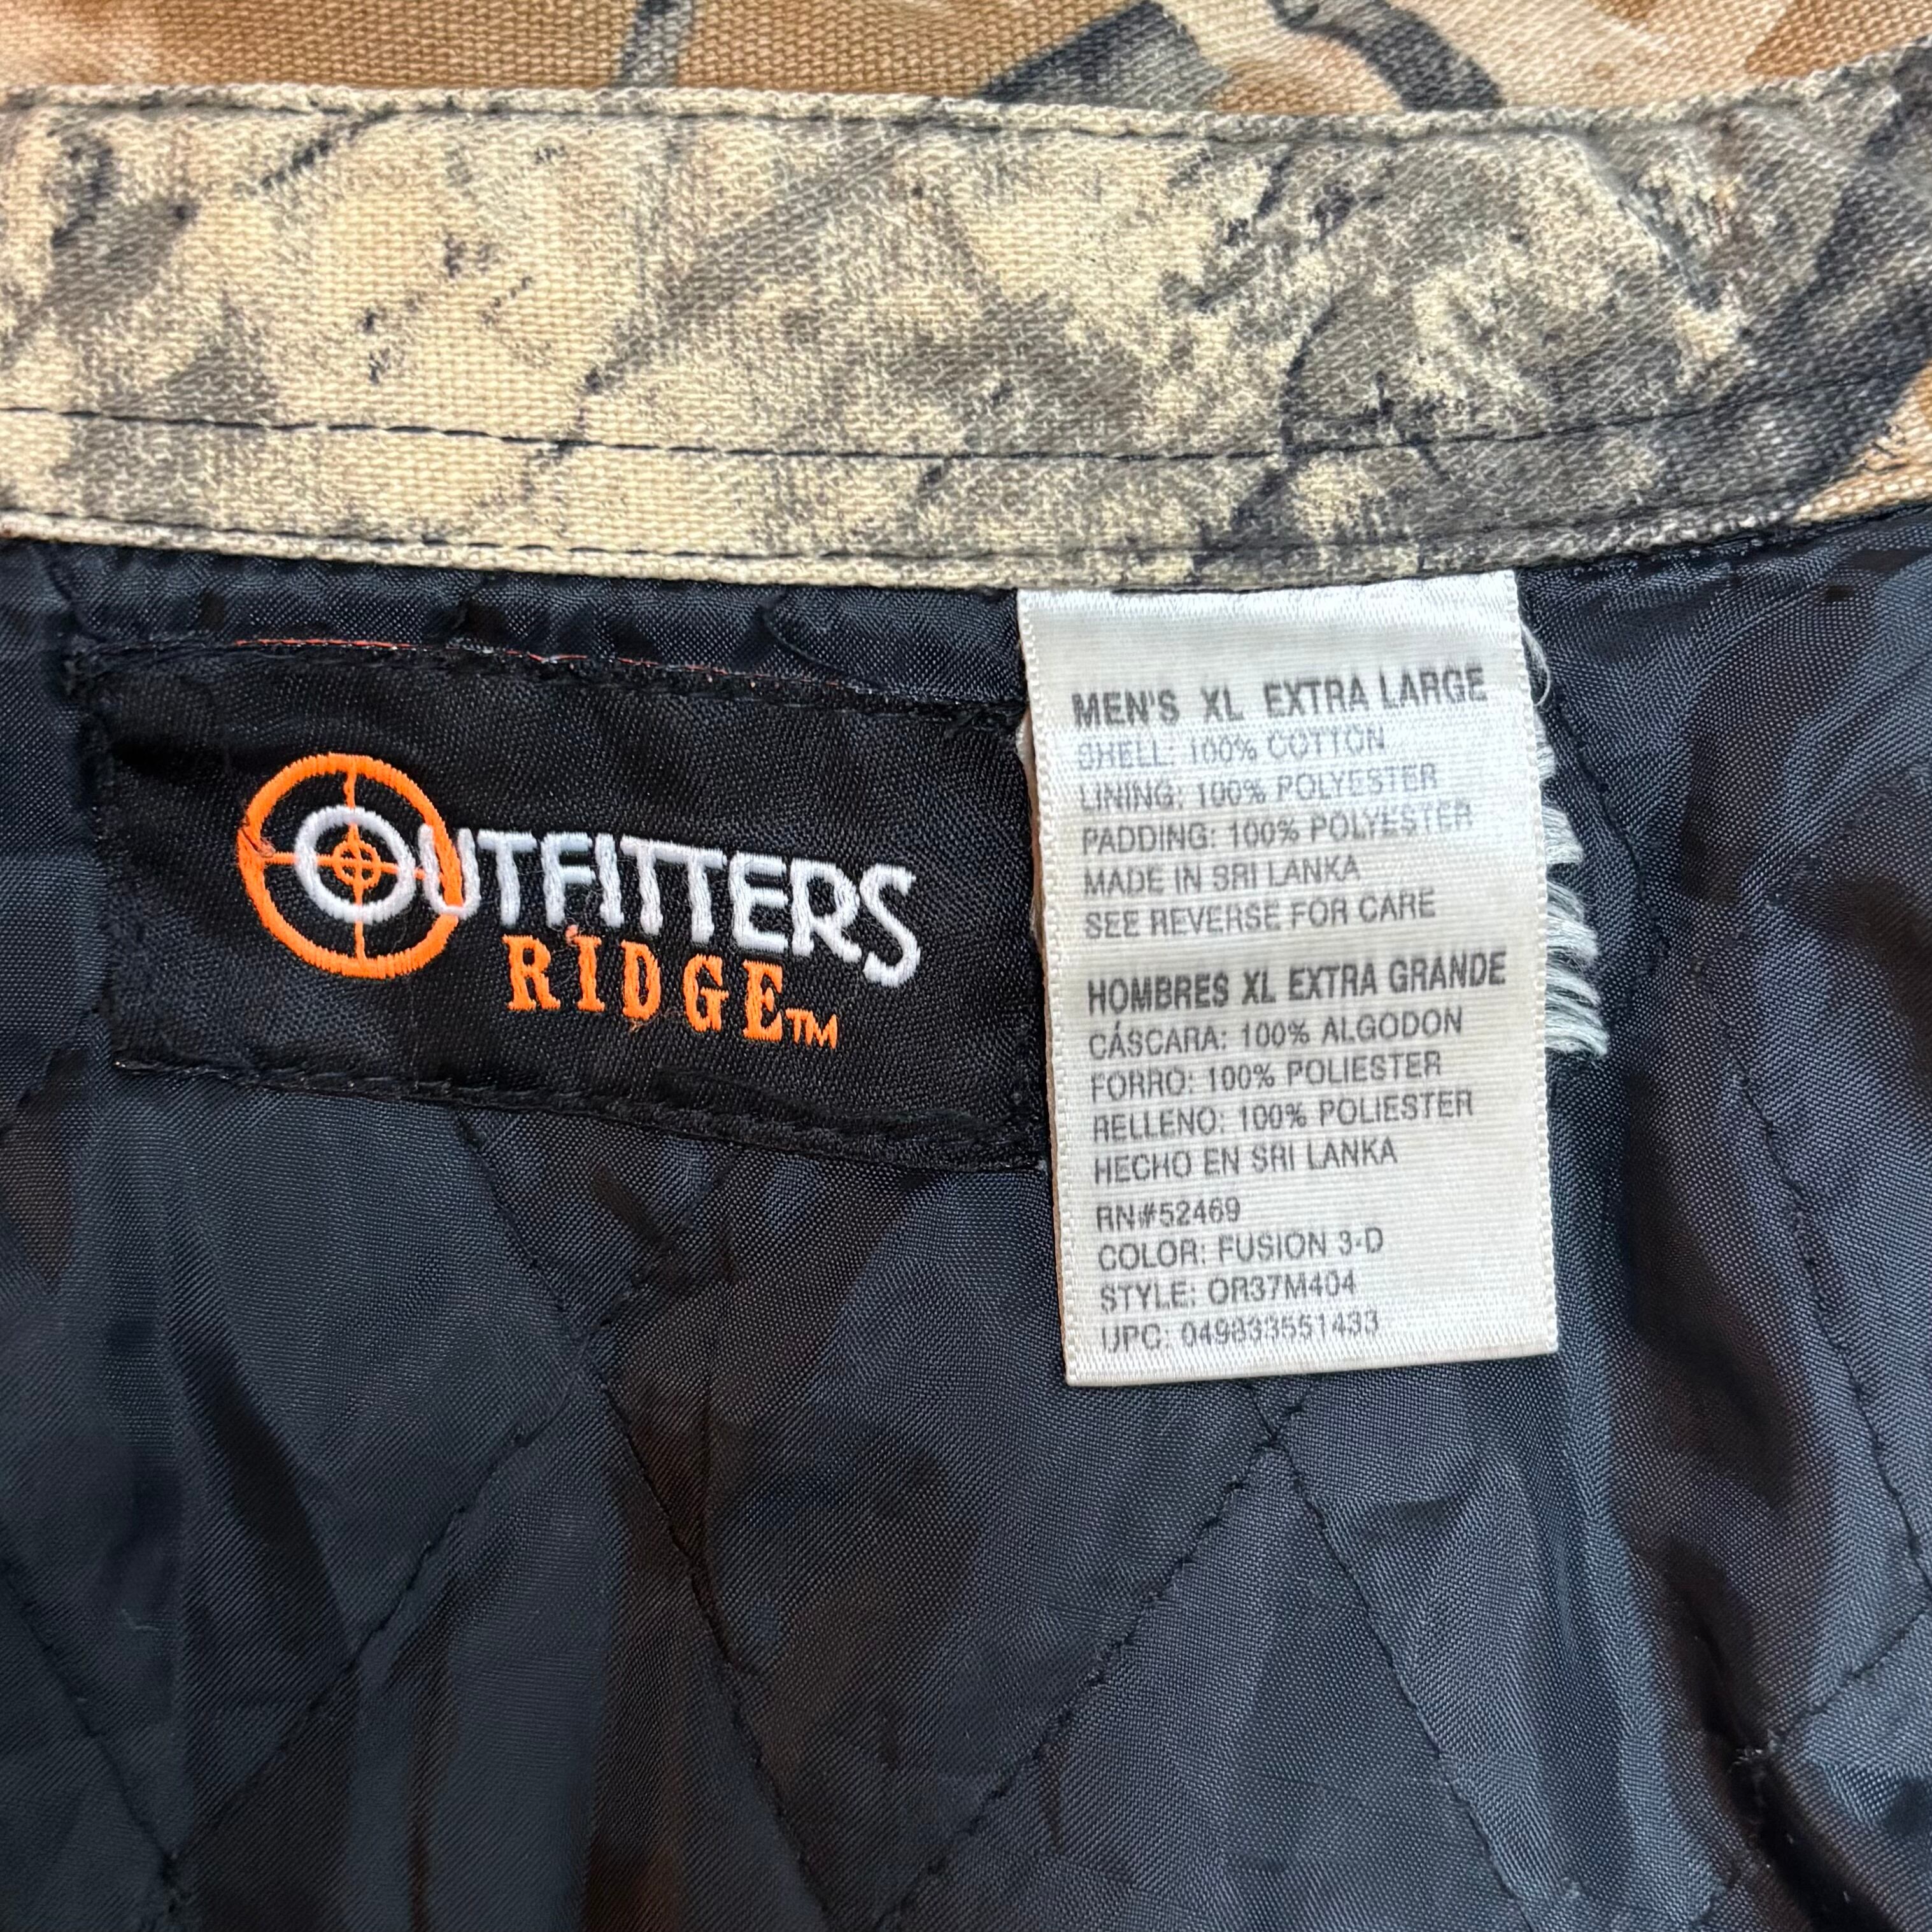 OUTFITTERS
RIDGE™
MEN'S XL EXTRA LARGE
SHELL: 100% COTTON
LINING: 100% POLYESTER
PADDING: 100% POLYESTER
MADE IN SRI LANKA
SEE REVERSE FOR CARE
HOMBRES XL EXTRA GRANDE
CÁSCARA: 100% ALGODON
FORRO: 100% POLIESTER
RELLENO: 100% POLIESTER
HECHO EN SRI LANKA
RN#52469
COLOR: FUSION 3-D
STYLE: OR37M404
UPC: 049833551433